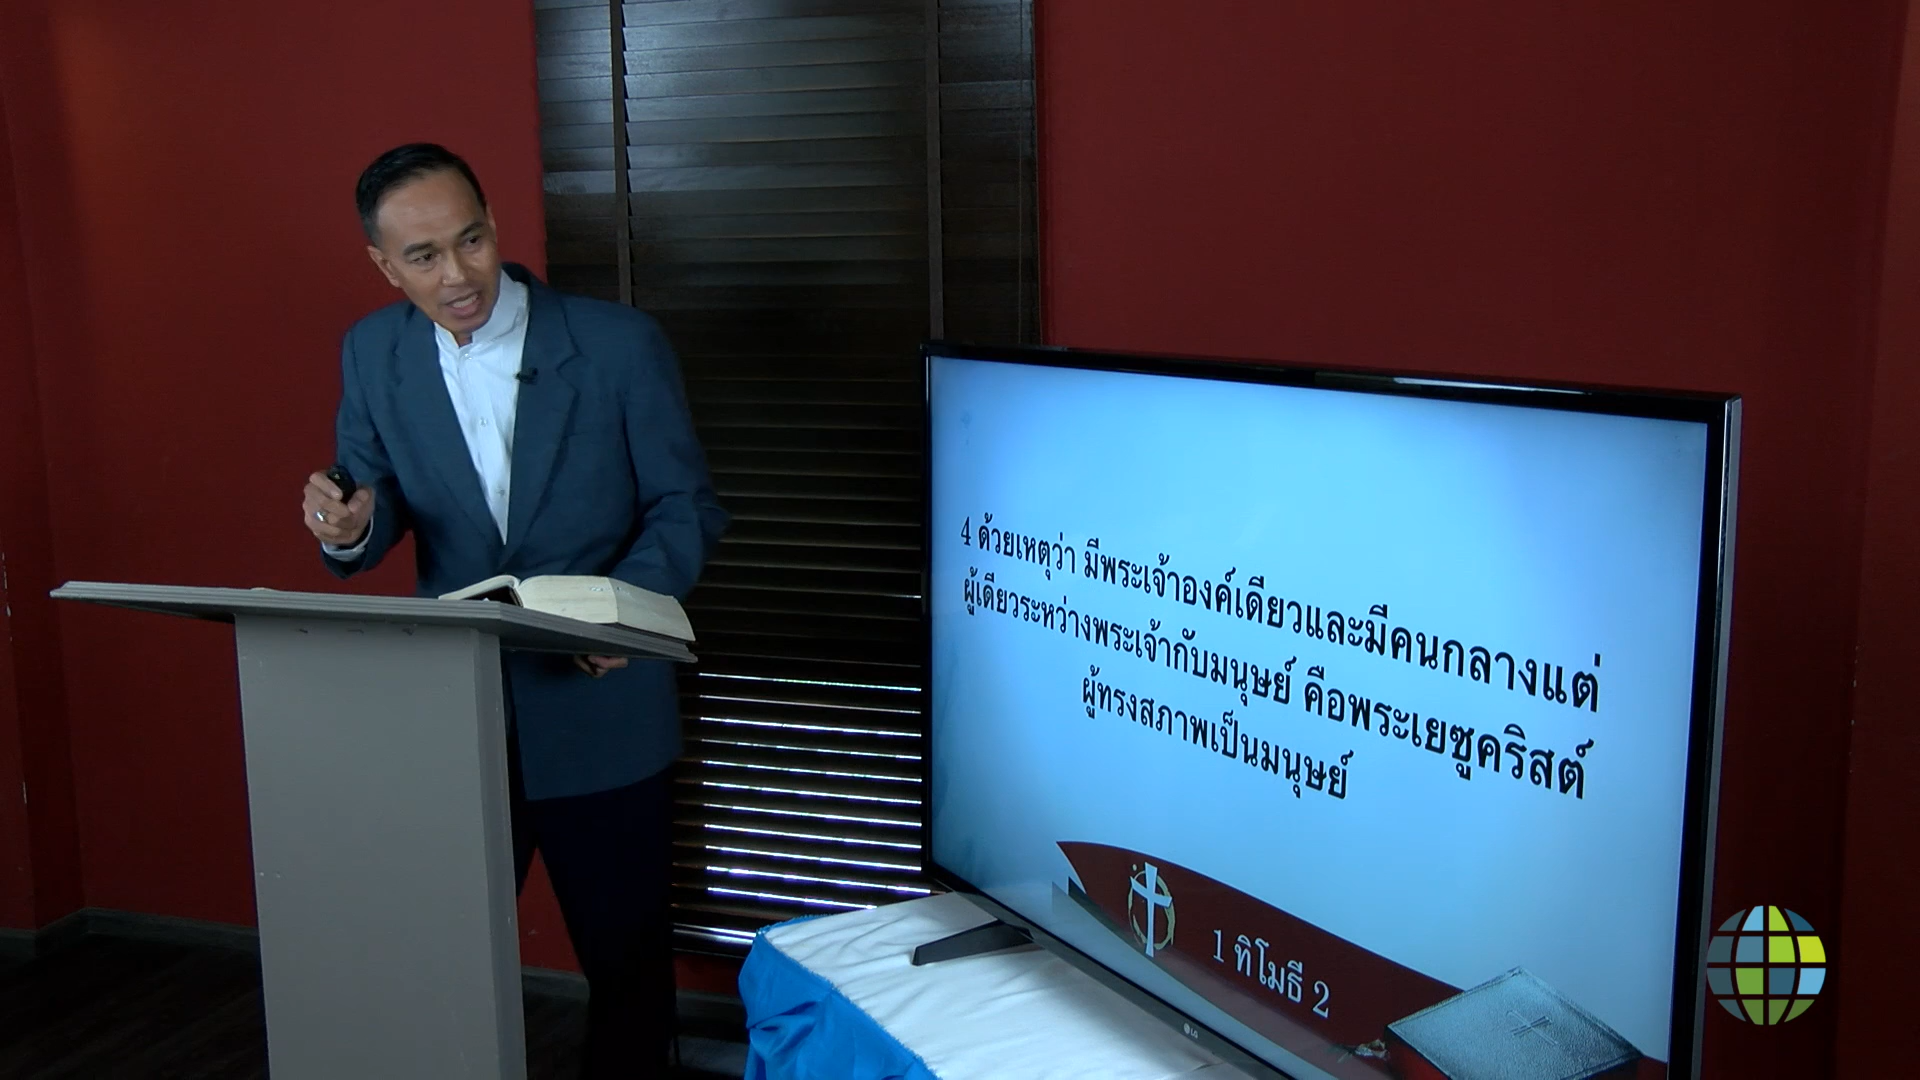 4 ด้วยเหตุว่า มีพระเจ้าองค์เดียวและมีคนกลางแต่
ผู้เดียวระหว่างพระเจ้ากับมนุษย์ คือพระเยซูคริสต์
ผู้ทรงสภาพเป็นมนุษย์
1 ทิโมธี 2
LG